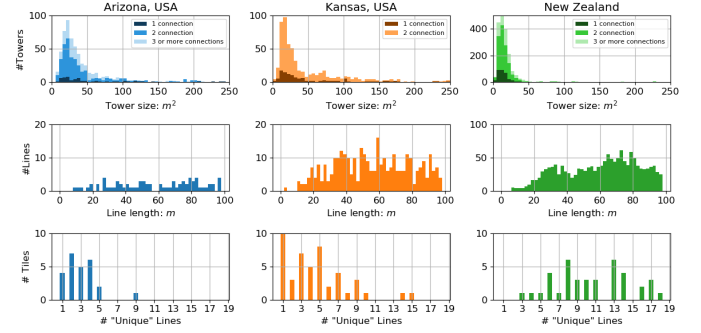 Arizona, USA
Kansas, USA
New Zealand
#Towers
100
50
0
1 connection
2 connection
3 or more connections
0 50 100 150 200 250
Tower size: m²
100
50
0
1 connection
2 connection
0 50 100 150 200 250
Tower size: m²
400
200
0
1 connection
2 connection
3 or more connections
0 50 100 150 200 250
Tower size: m²
#Lines
20
10
0
0 20 40 60 80 100
Line length: m
20
10
0
0 20 40 60 80 100
Line length: m
100
50
0
0 20 40 60 80 100
Line length: m
# Tiles
10
5
0
1 3 5 7 9 11 13 15 17 19
# "Unique" Lines
10
5
0
1 3 5 7 9 11 13 15 17 19
# "Unique" Lines
10
5
0
1 3 5 7 9 11 13 15 17 19
# "Unique" Lines